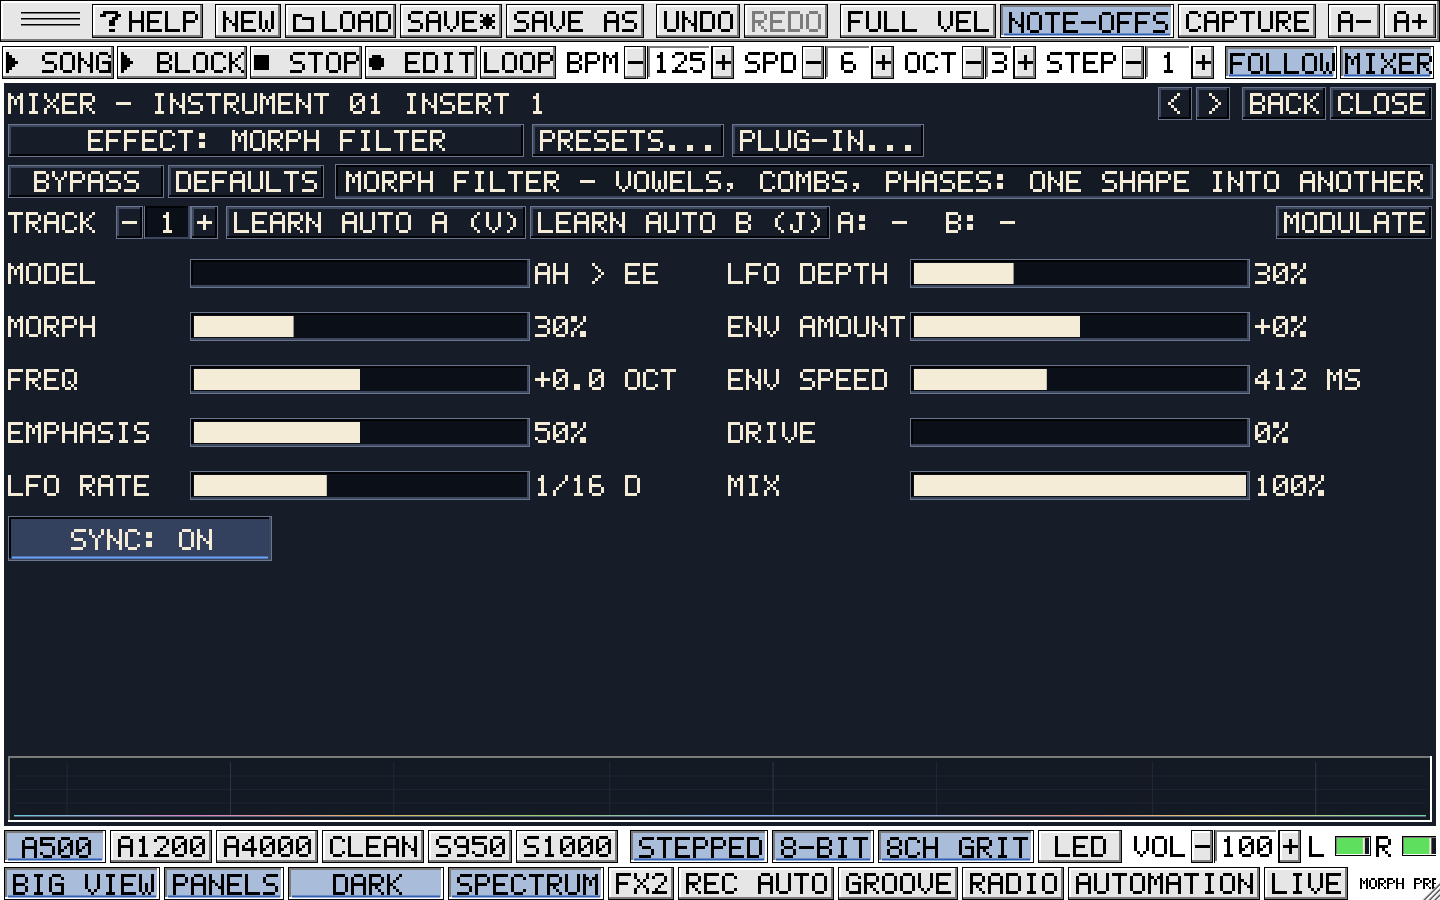 ? HELP NEW LOAD SAVE* SAVE AS UNDO REDO FULL VEL NOTE-OFFS CAPTURE A- A+
SONG BLOCK STOP EDIT LOOP BPM - 125 + SPD - 6 + OCT - 3 + STEP - 1 + FOLLOW MIXER
MIXER - INSTRUMENT 01 INSERT 1 < > BACK CLOSE
EFFECT: MORPH FILTER PRESETS... PLUG-IN...
BYPASS DEFAULTS MORPH FILTER - VOWELS, COMBS, PHASES: ONE SHAPE INTO ANOTHER
TRACK - 1 + LEARN AUTO A (V) LEARN AUTO B (J) A: - B: - MODULATE
MODEL AH > EE LFO DEPTH 30%
MORPH 30% ENV AMOUNT +0%
FREQ +0.0 OCT ENV SPEED 412 MS
EMPHASIS 50% DRIVE 0%
LFO RATE 1/16 D MIX 100%
SYNC: ON
A500 A1200 A4000 CLEAN S950 S1000 STEPPED 8-BIT 8CH GRIT LED VOL - 100 + L R
BIG VIEW PANELS DARK SPECTRUM FX2 REC AUTO GROOVE RADIO AUTOMATION LIVE MORPH